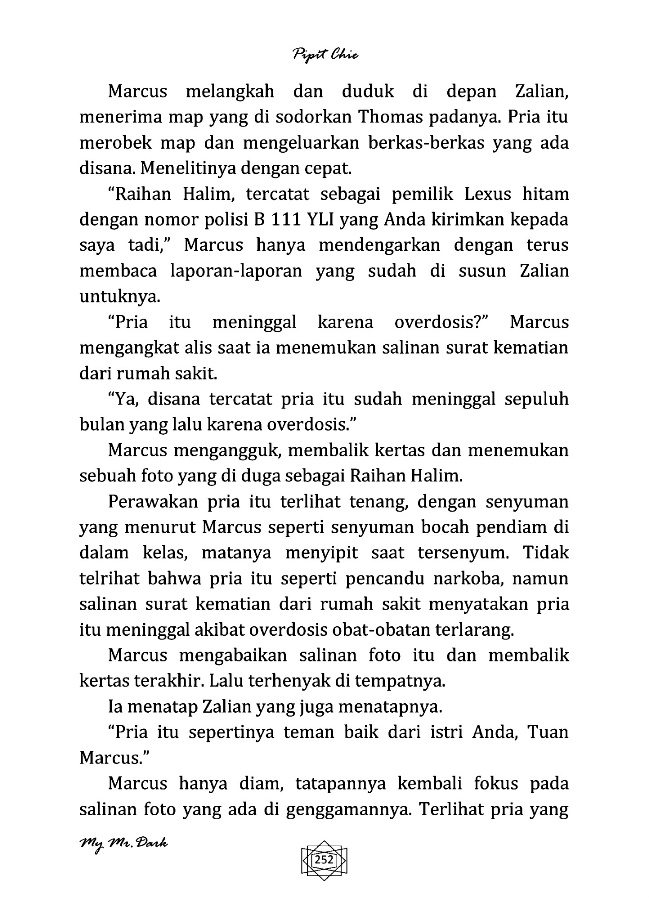 Pipit Chie
Marcus melangkah dan duduk di depan Zalian,
menerima map yang di sodorkan Thomas padanya. Pria itu
merobek map dan mengeluarkan berkas-berkas yang ada
disana. Menelitinya dengan cepat.
“Raihan Halim, tercatat sebagai pemilik Lexus hitam
dengan nomor polisi B 111 YLI yang Anda kirimkan kepada
saya tadi,” Marcus hanya mendengarkan dengan terus
membaca laporan-laporan yang sudah di susun Zalian
untuknya.
“Pria itu meninggal karena overdosis?” Marcus
mengangkat alis saat ia menemukan salinan surat kematian
dari rumah sakit.
“Ya, disana tercatat pria itu sudah meninggal sepuluh
bulan yang lalu karena overdosis.”
Marcus mengangguk, membalik kertas dan menemukan
sebuah foto yang di duga sebagai Raihan Halim.
Perawakan pria itu terlihat tenang, dengan senyuman
yang menurut Marcus seperti senyuman bocah pendiam di
dalam kelas, matanya menyipit saat tersenyum. Tidak
telrihat bahwa pria itu seperti pencandu narkoba, namun
salinan surat kematian dari rumah sakit menyatakan pria
itu meninggal akibat overdosis obat-obatan terlarang.
Marcus mengabaikan salinan foto itu dan membalik
kertas terakhir. Lalu terhenyak di tempatnya.
Ia menatap Zalian yang juga menatapnya.
“Pria itu sepertinya teman baik dari istri Anda, Tuan
Marcus.”
Marcus hanya diam, tatapannya kembali fokus pada
salinan foto yang ada di genggamannya. Terlihat pria yang
My Mr. Dark
252